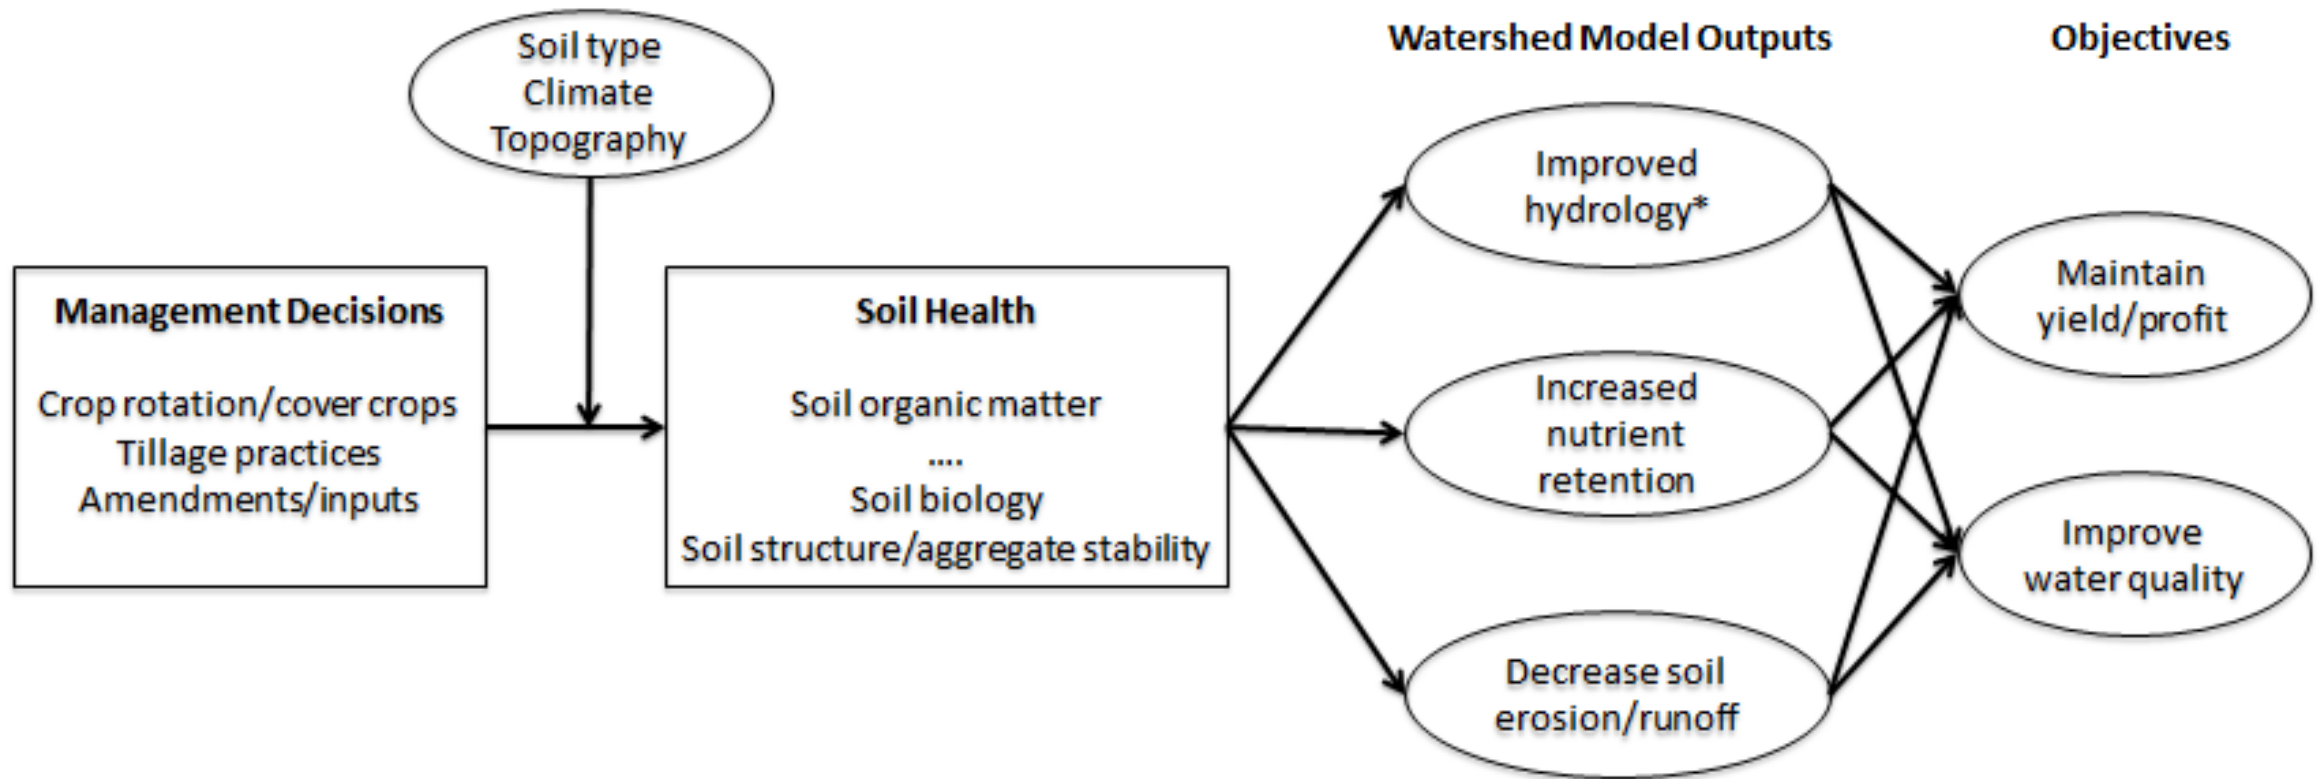 Soil type
Climate
Topography
Watershed Model Outputs
Objectives
Management Decisions
Crop rotation/cover crops
Tillage practices
Amendments/inputs
Soil Health
Soil organic matter
....
Soil biology
Soil structure/aggregate stability
Improved
hydrology*
Increased
nutrient
retention
Decrease soil
erosion/runoff
Maintain
yield/profit
Improve
water quality